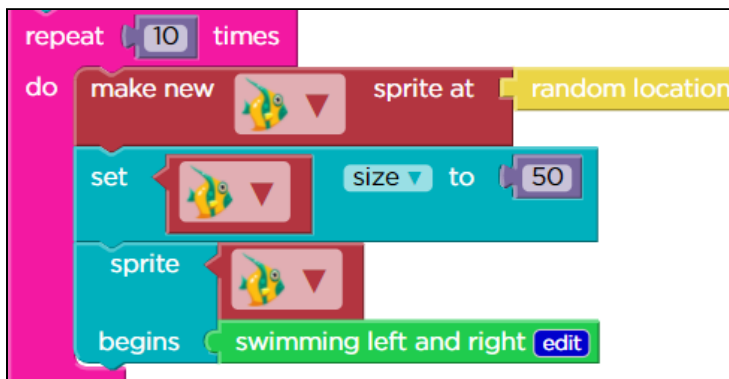 repeat 10 times
do make new sprite at random location
set size to 50
sprite
begins swimming left and right edit